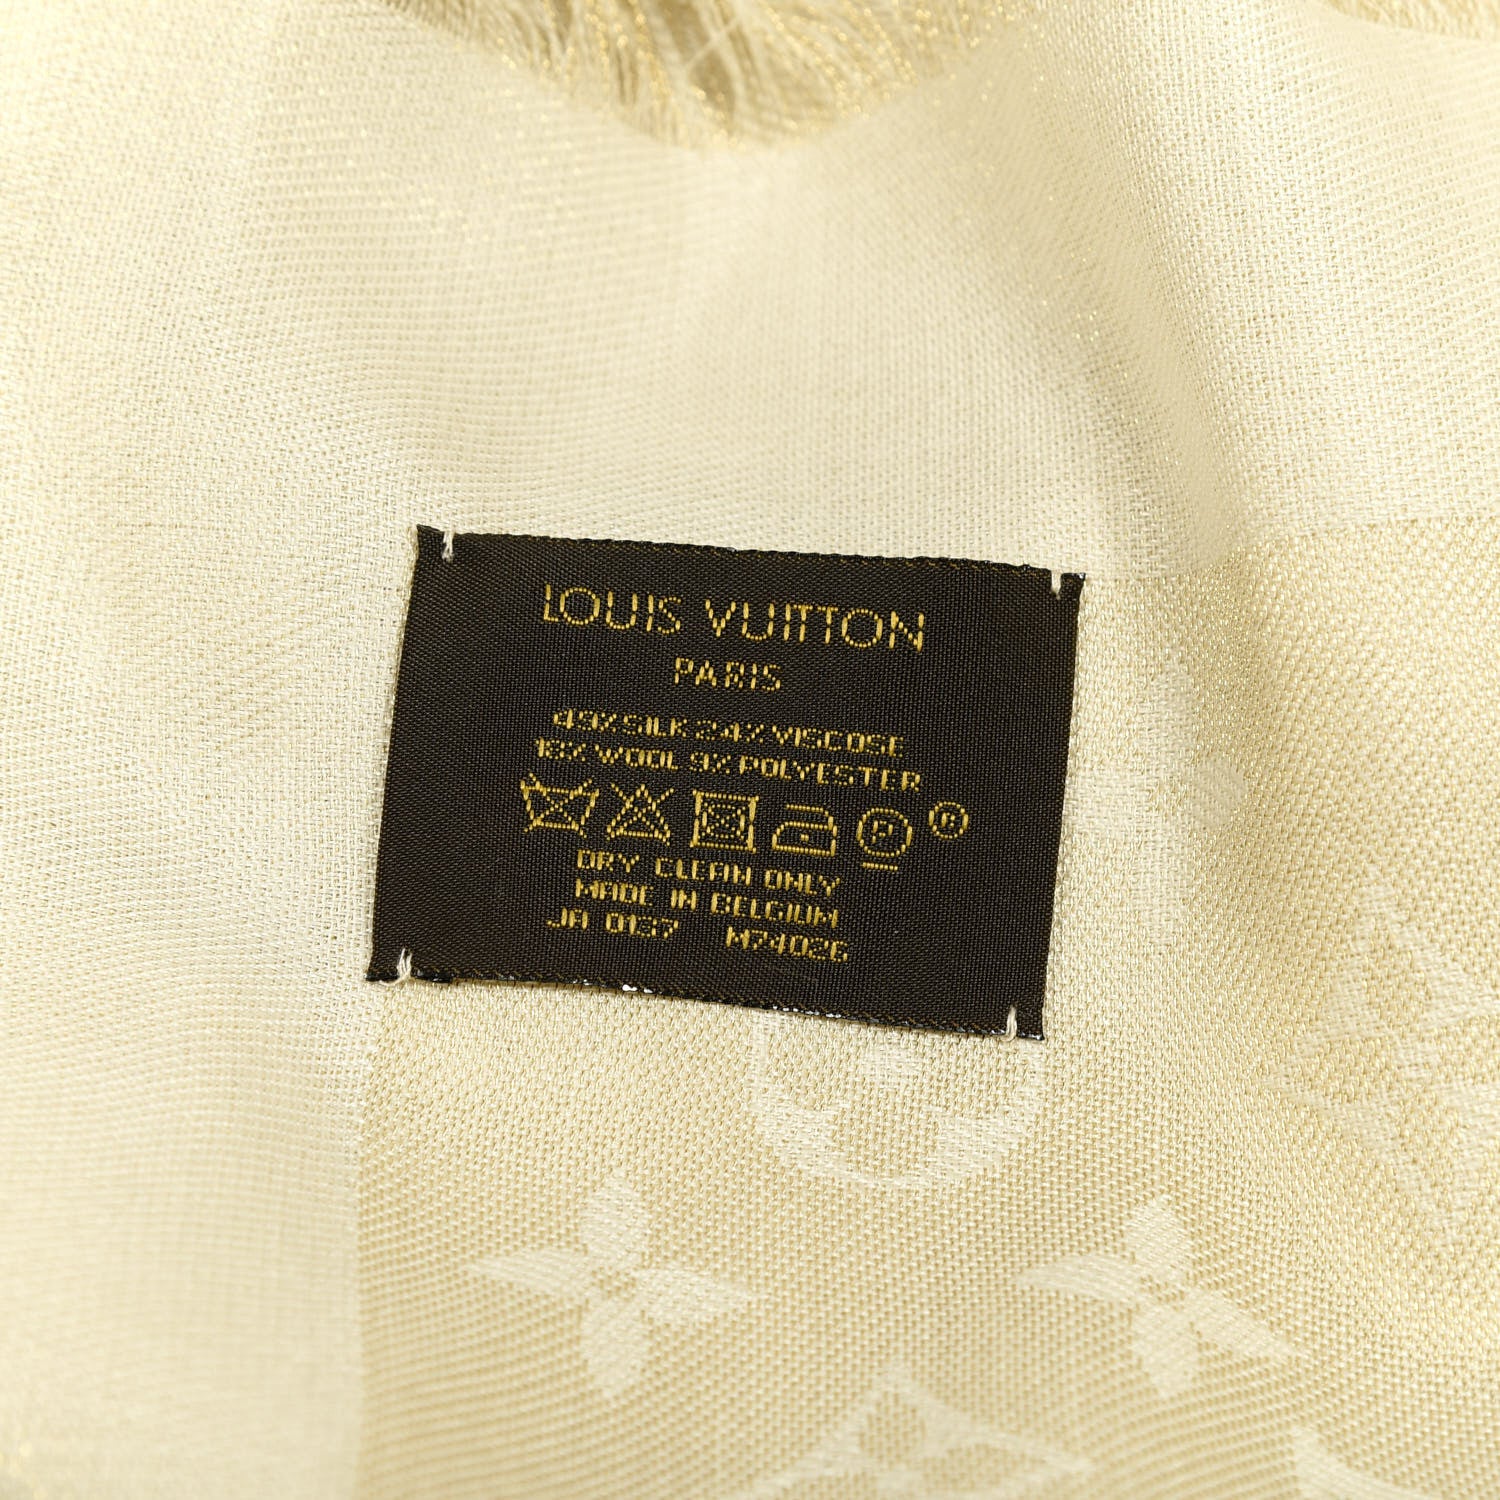 LOUIS VUITTON
PARIS
49% SILK 24% VISCOSE
18% WOOL 9% POLYESTER
P ®
DRY CLEAN ONLY
MADE IN BELGIUM
JA 0137 M74026